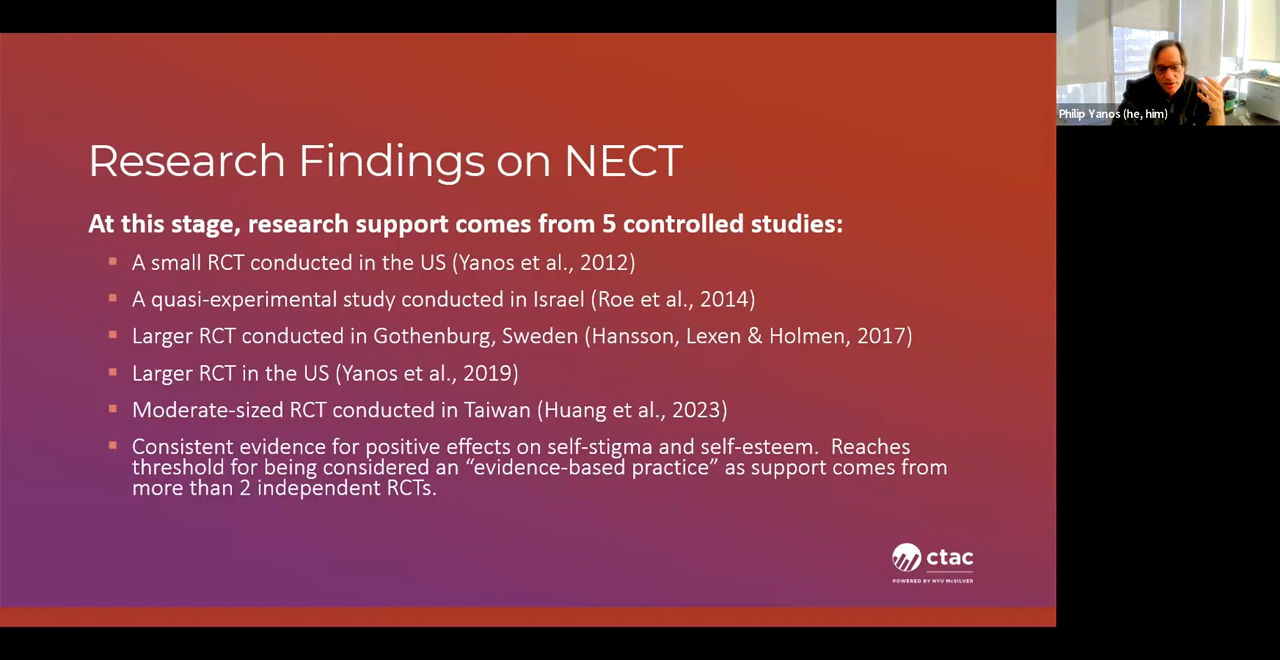 Research Findings on NECT
At this stage, research support comes from 5 controlled studies:
▪ A small RCT conducted in the US (Yanos et al., 2012)
▪ A quasi-experimental study conducted in Israel (Roe et al., 2014)
▪ Larger RCT conducted in Gothenburg, Sweden (Hansson, Lexen & Holmen, 2017)
▪ Larger RCT in the US (Yanos et al., 2019)
▪ Moderate-sized RCT conducted in Taiwan (Huang et al., 2023)
▪ Consistent evidence for positive effects on self-stigma and self-esteem.  Reaches
threshold for being considered an “evidence-based practice” as support comes from
more than 2 independent RCTs.
ctac
POWERED BY NYU McSILVER
Philip Yanos (he, him)